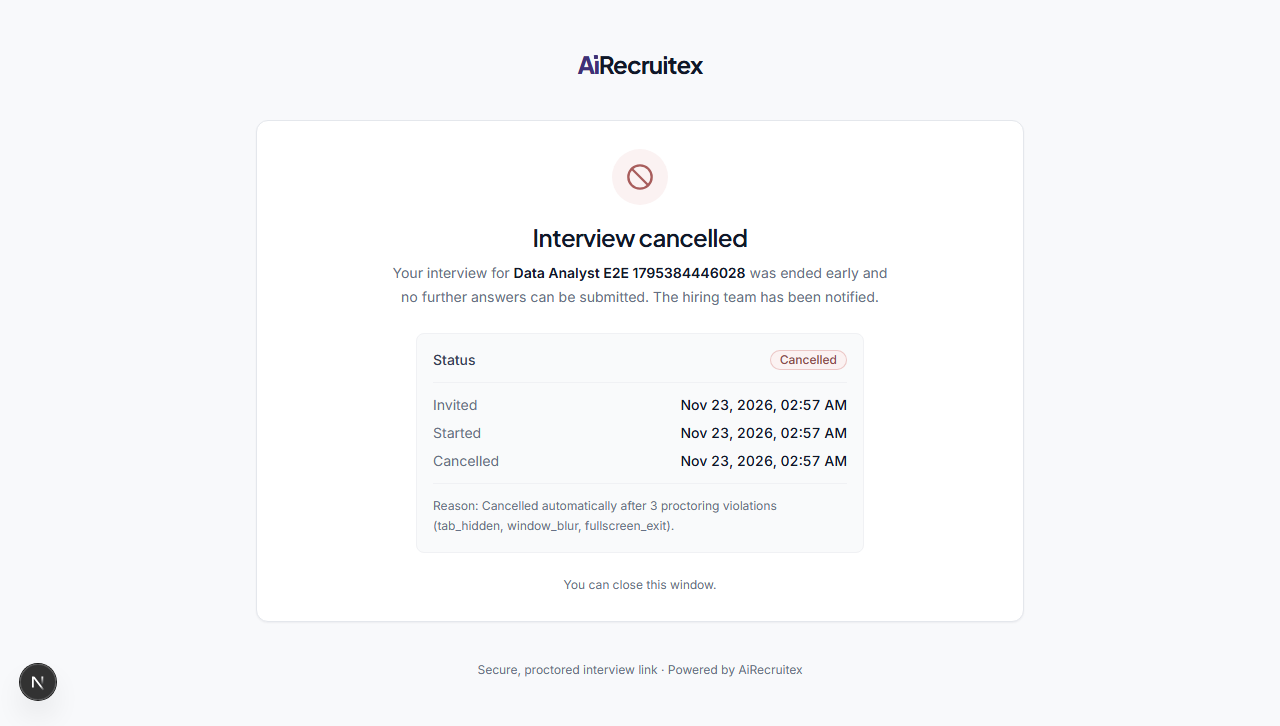 AiRecruitex
Interview cancelled
Your interview for Data Analyst E2E 1795384446028 was ended early and
no further answers can be submitted. The hiring team has been notified.
Status
Cancelled
Invited
Nov 23, 2026, 02:57 AM
Started
Nov 23, 2026, 02:57 AM
Cancelled
Nov 23, 2026, 02:57 AM
Reason: Cancelled automatically after 3 proctoring violations
(tab_hidden, window_blur, fullscreen_exit).
You can close this window.
Secure, proctored interview link · Powered by AiRecruitex
N